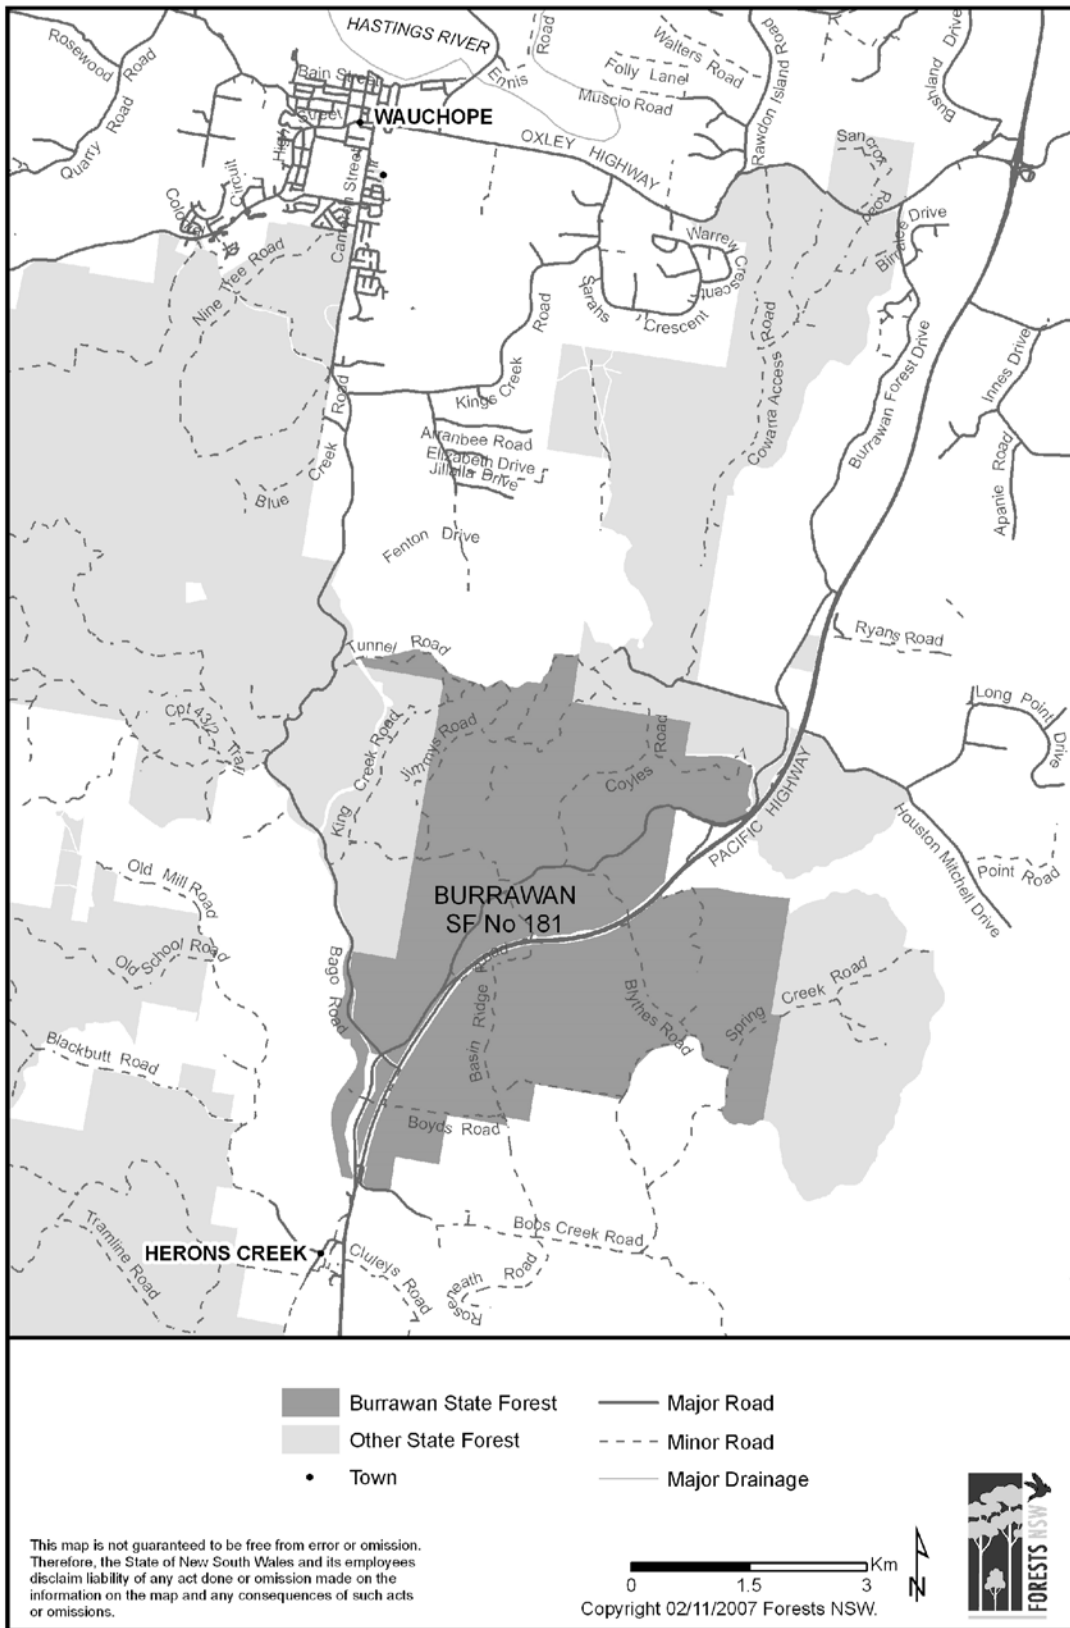 HASTINGS RIVER
Rosewood Road
Quarry Road
Bain Street
High Street
WAUCHOPE
Ennis Road
Walters Road
Folly Lane
Muscio Road
Rawdon Island Road
Bushland Drive
OXLEY HIGHWAY
Sancrox Road
Colonial Circuit
Cameron Street
Nine Tree Road
Warrew Crescent
Sarahs Crescent
Birralee Drive
Kings Creek Road
Cowarra Access Road
Burrawan Forest Drive
Innes Drive
Apanie Road
Arranbee Road
Elizabeth Drive
Jillalla Drive
Blue Creek Road
Fenton Drive
Tunnel Road
Ryans Road
Long Point Drive
Cpt 43/2 Trail
King Creek Road
Jimmys Road
Coyles Road
PACIFIC HIGHWAY
Houston Mitchell Drive
Point Road
Old Mill Road
BURRAWAN
SF No 181
Old School Road
Bago Road
Basin Ridge Road
Blythes Road
Spring Creek Road
Blackbutt Road
Boyds Road
Tramline Road
HERONS CREEK
Cluleys Road
Roseneath Road
Bobs Creek Road
Burrawan State Forest
Other State Forest
Town
Major Road
Minor Road
Major Drainage
This map is not guaranteed to be free from error or omission.
Therefore, the State of New South Wales and its employees
disclaim liability of any act done or omission made on the
information on the map and any consequences of such acts
or omissions.
0 1.5 3 Km
N
Copyright 02/11/2007 Forests NSW.
FORESTS NSW